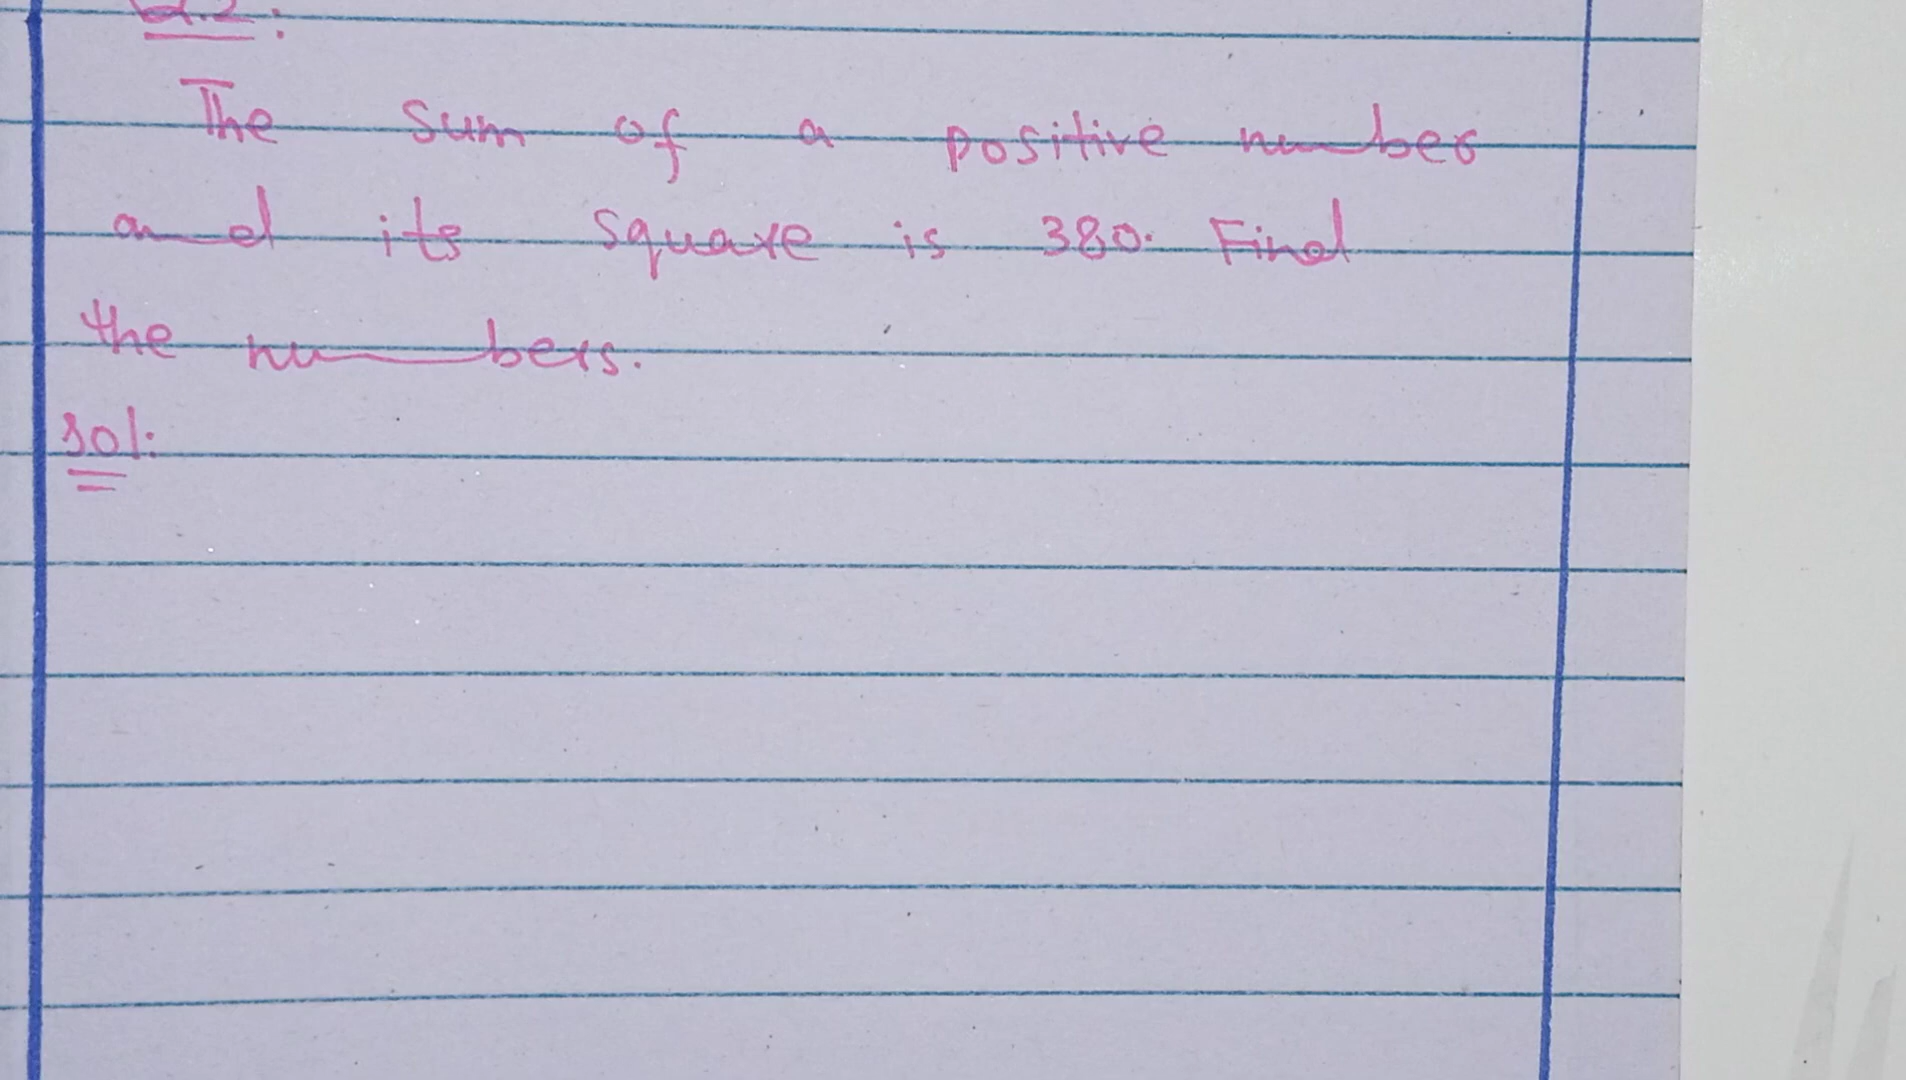 The Sum of a positive number
and its square is 380. Find
the numbers.
Sol: